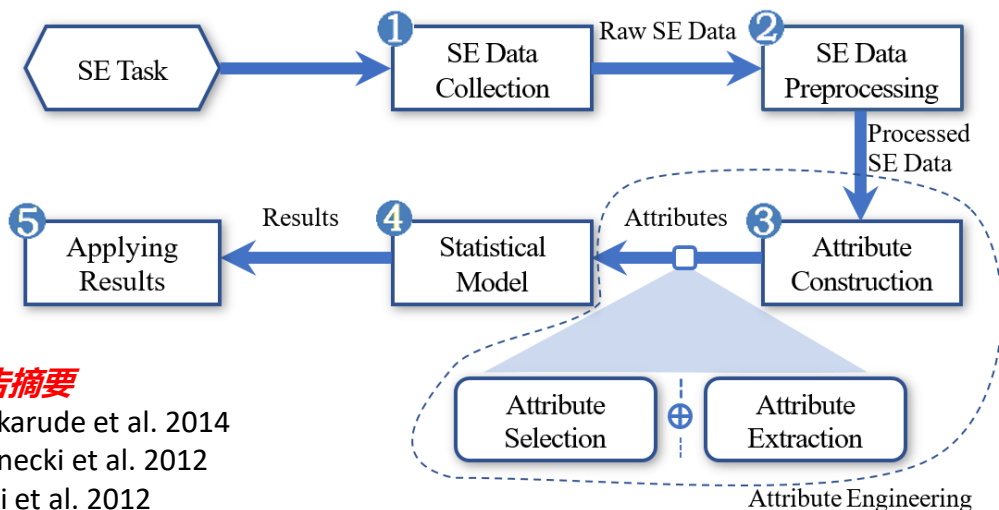 SE Task
1
SE Data
Collection
Raw SE Data
2
SE Data
Preprocessing
Processed
SE Data
3
Attribute
Construction
Attributes
4
Statistical
Model
Results
5
Applying
Results
Attribute
Selection
⊕
Attribute
Extraction
Attribute Engineering
摘要
karude et al. 2014
necki et al. 2012
i et al. 2012